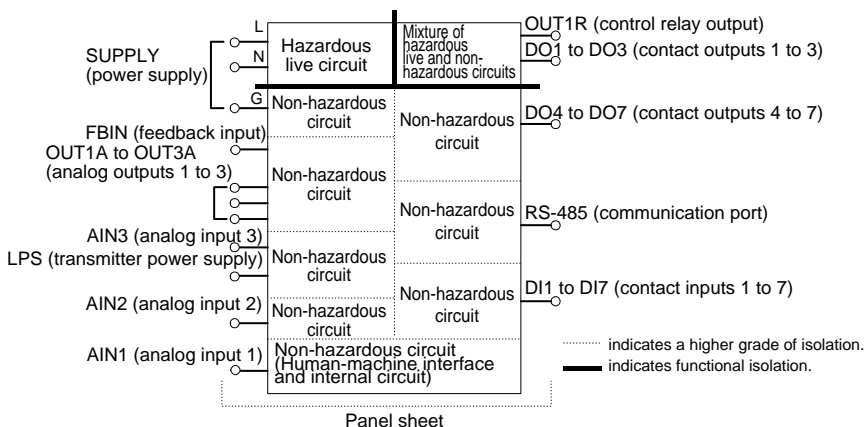 L
SUPPLY
(power supply)
N
G
Hazardous
live circuit
Mixture of
hazardous
live and non-
hazardous circuits
OUT1R (control relay output)
DO1 to DO3 (contact outputs 1 to 3)
Non-hazardous
circuit
Non-hazardous
circuit
DO4 to DO7 (contact outputs 4 to 7)
FBIN (feedback input)
OUT1A to OUT3A
(analog outputs 1 to 3)
Non-hazardous
circuit
Non-hazardous
circuit
RS-485 (communication port)
AIN3 (analog input 3)
LPS (transmitter power supply)
Non-hazardous
circuit
Non-hazardous
circuit
DI1 to DI7 (contact inputs 1 to 7)
AIN2 (analog input 2)
Non-hazardous
circuit
AIN1 (analog input 1)
Non-hazardous circuit
(Human-machine interface
and internal circuit)
indicates a higher grade of isolation.
indicates functional isolation.
Panel sheet